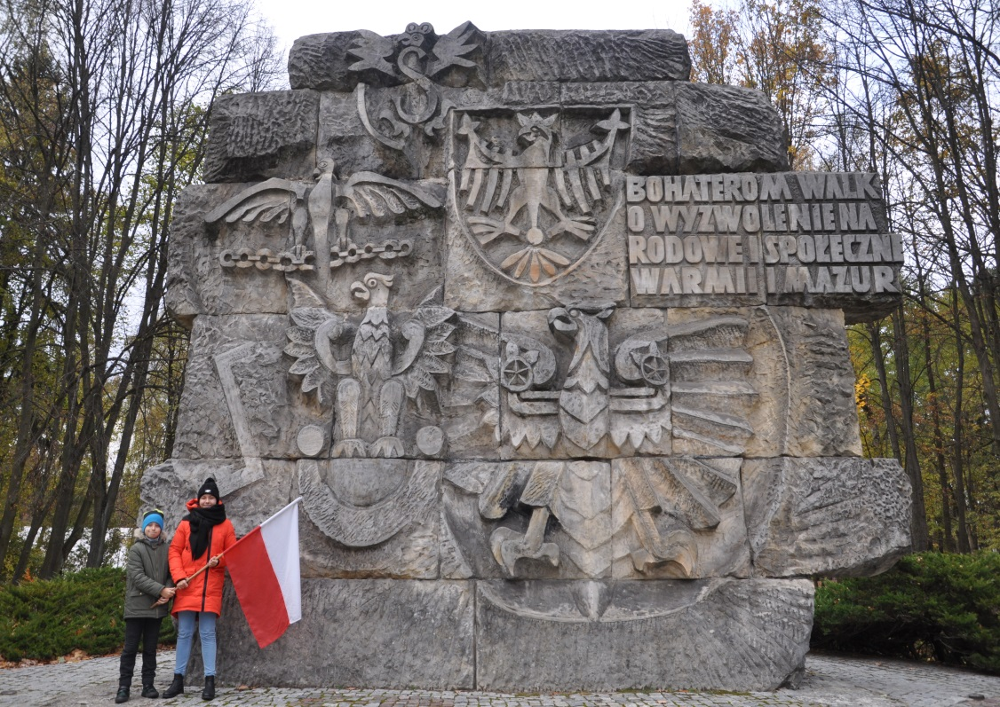 BOHATEROM WALK
O WYZWOLENIE NA
RODOWE I SPOŁECZNE
WARMII I MAZUR